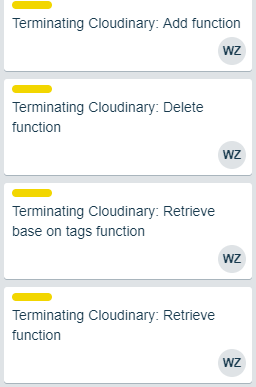 Terminating Cloudinary: Add function
WZ
Terminating Cloudinary: Delete
function
WZ
Terminating Cloudinary: Retrieve
base on tags function
WZ
Terminating Cloudinary: Retrieve
function
WZ